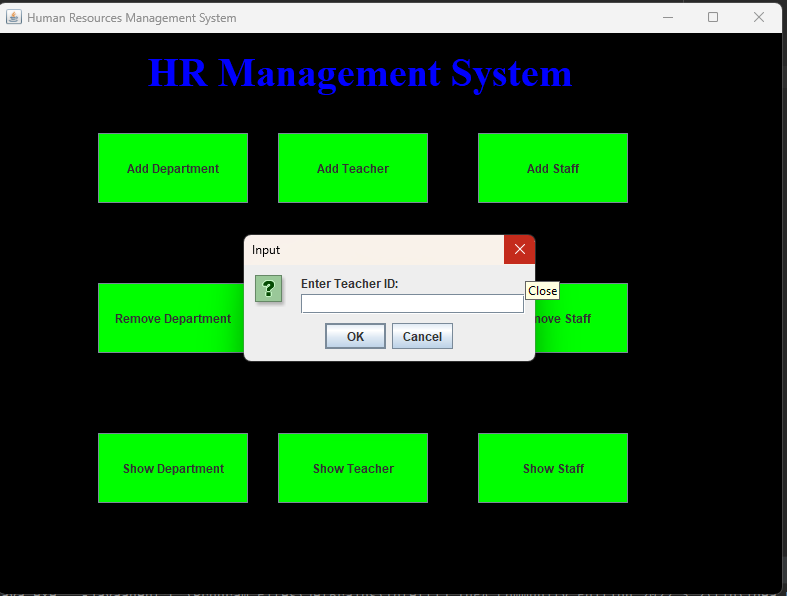 Human Resources Management System
HR Management System
Add Department
Add Teacher
Add Staff
Input
Enter Teacher ID:
Close
OK
Cancel
Remove Department
Staff
Show Department
Show Teacher
Show Staff